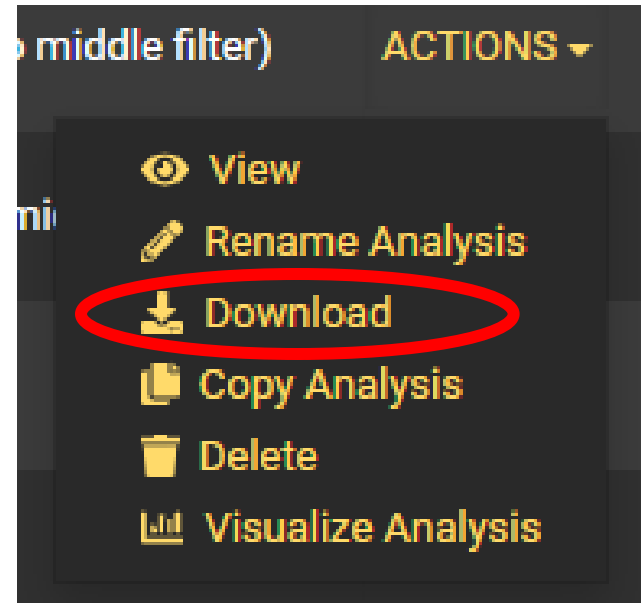 middle filter) ACTIONS
View
Rename Analysis
Download
Copy Analysis
Delete
Visualize Analysis